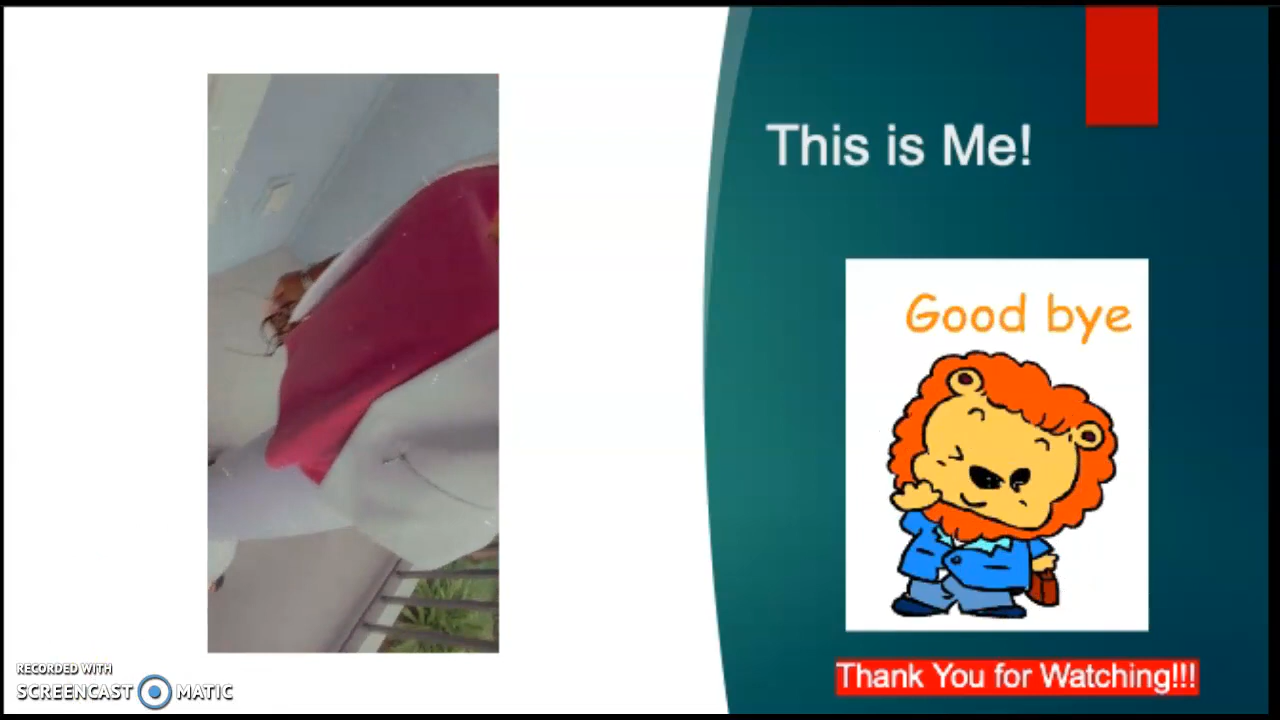 This is Me!
Good bye
Thank You for Watching!!!
RECORDED WITH
SCREENCAST MATIC